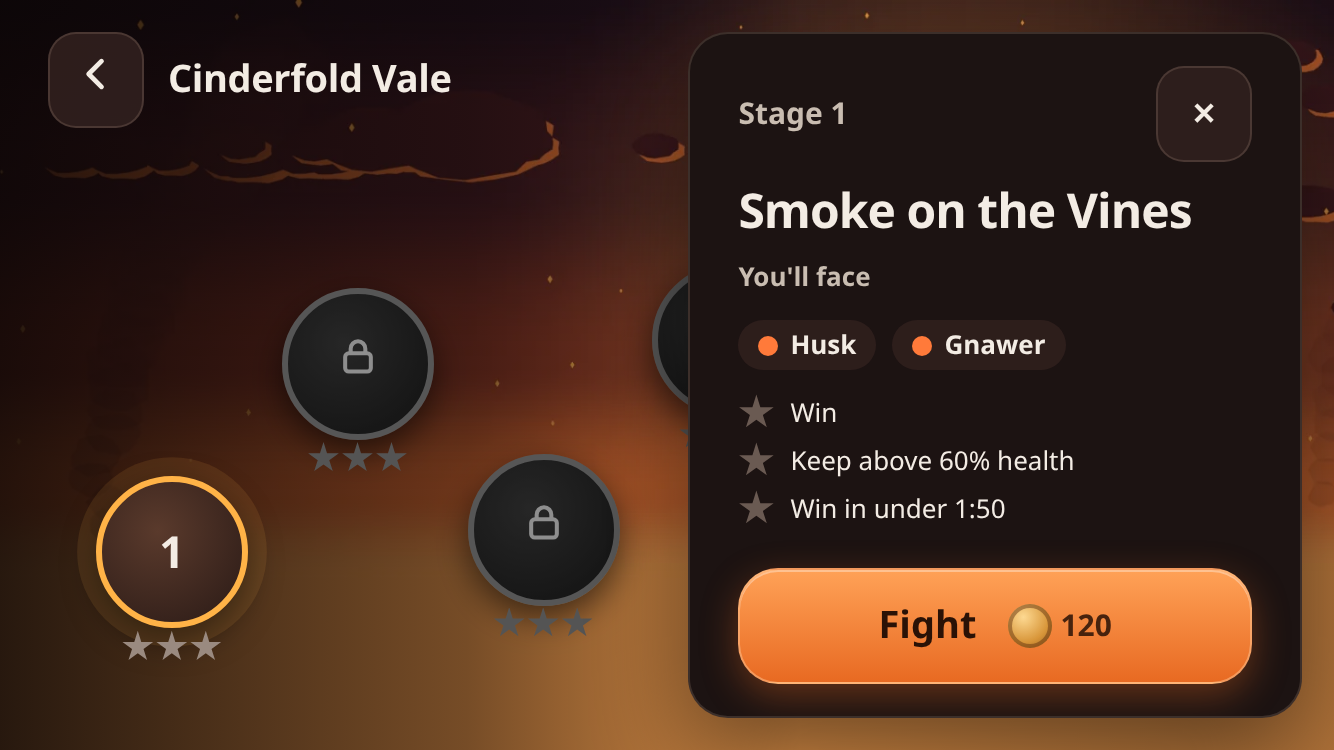 Cinderfold Vale
Stage 1
Smoke on the Vines
You'll face
Husk
Gnawer
Win
Keep above 60% health
Win in under 1:50
1
Fight 120